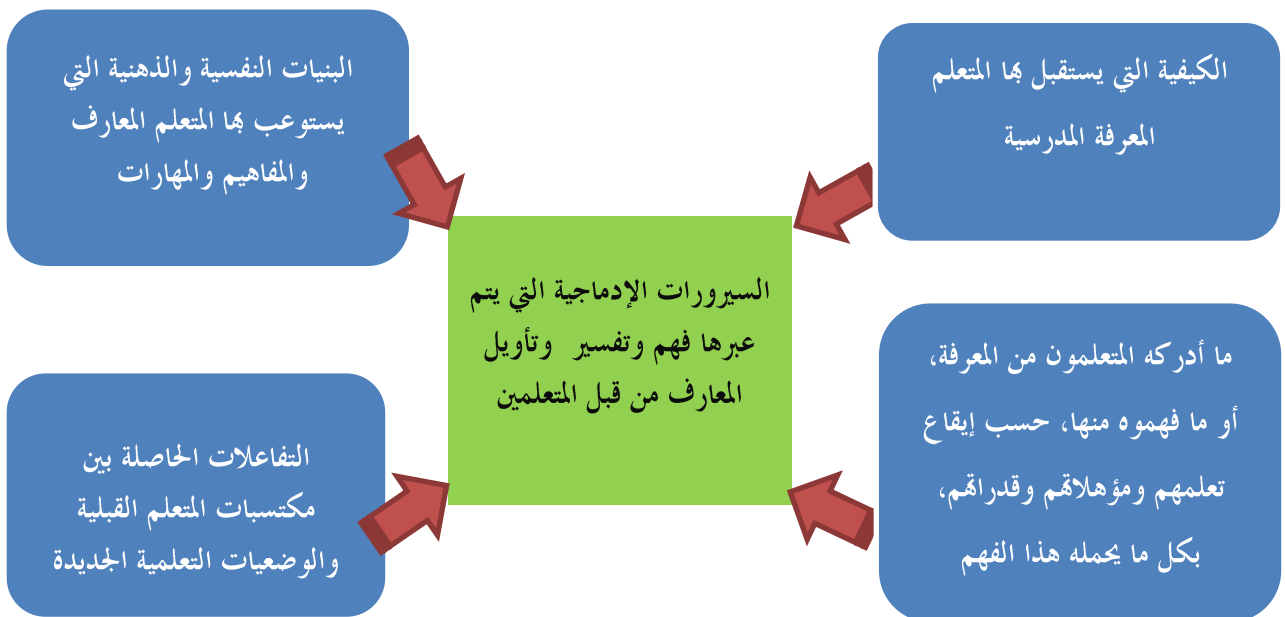 الكيفية التي يستقبل بها المتعلم
المعرفة المدرسية
البنيات النفسية والذهنية التي
يستوعب بها المتعلم المعارف
والمفاهيم والمهارات
السيرورات الإدماجية التي يتم
عبرها فهم وتفسير وتأويل
المعارف من قبل المتعلمين
ما أدركه المتعلمون من المعرفة،
أو ما فهموه منها، حسب إيقاع
تعلمهم ومؤهلاتهم وقدراتهم،
بكل ما يحمله هذا الفهم
التفاعلات الحاصلة بين
مكتسبات المتعلم القبلية
والوضعيات التعلمية الجديدة